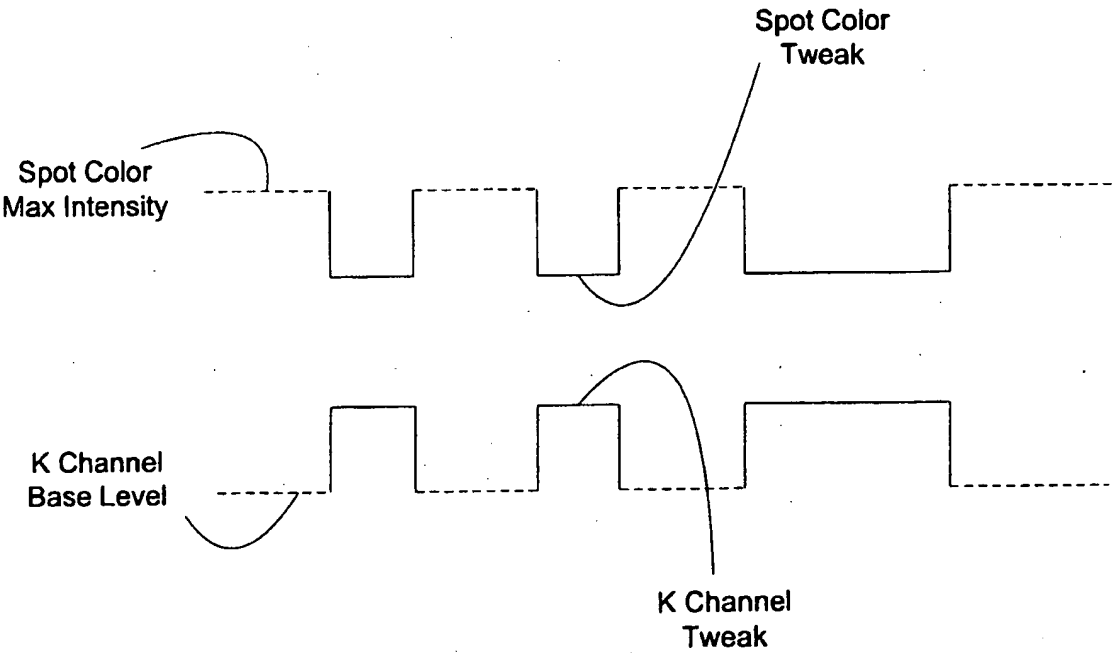 Spot Color
Tweak
Spot Color
Max Intensity
K Channel
Base Level
K Channel
Tweak